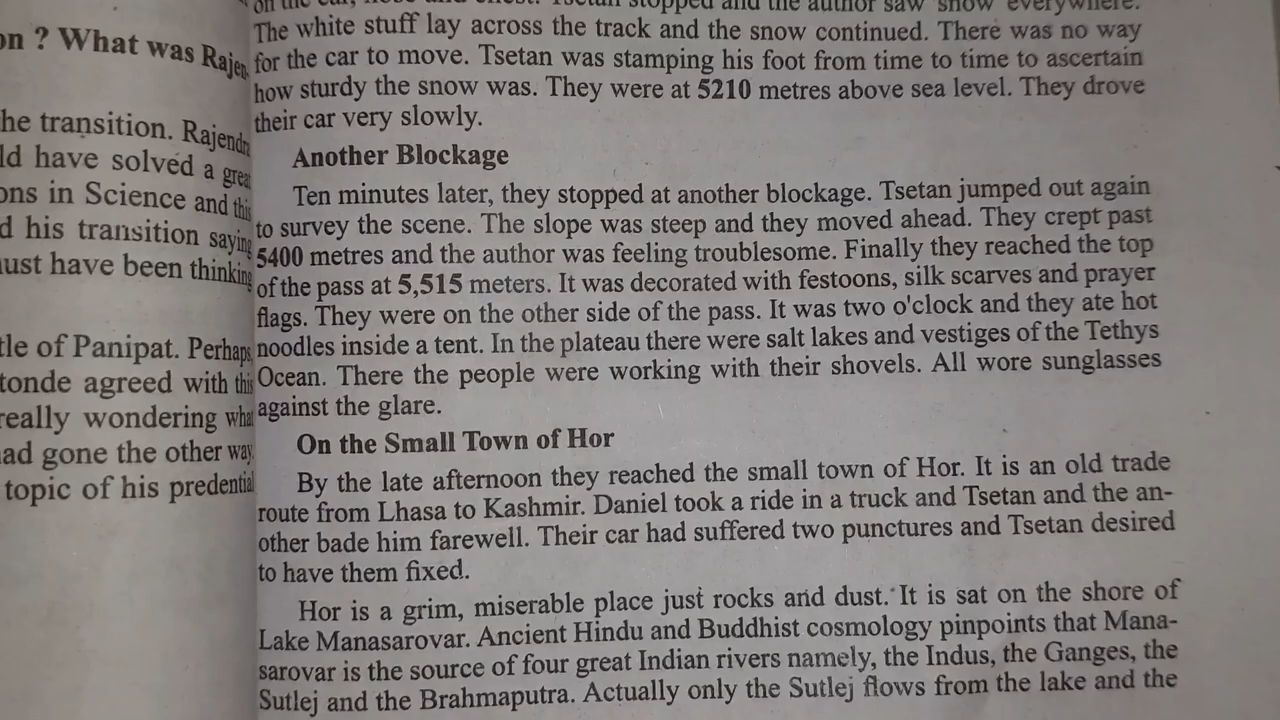 on ? What was Rajen
he transition. Rajendra
ld have solved a great
ons in Science and this
d his transition saying
ust have been thinking
tle of Panipat. Perhaps
tonde agreed with this
really wondering what
ad gone the other way
topic of his predential
stopped and the author saw snow everywhere.
The white stuff lay across the track and the snow continued. There was no way
for the car to move. Tsetan was stamping his foot from time to time to ascertain
how sturdy the snow was. They were at 5210 metres above sea level. They drove
their car very slowly.
Another Blockage
Ten minutes later, they stopped at another blockage. Tsetan jumped out again
to survey the scene. The slope was steep and they moved ahead. They crept past
5400 metres and the author was feeling troublesome. Finally they reached the top
of the pass at 5,515 meters. It was decorated with festoons, silk scarves and prayer
flags. They were on the other side of the pass. It was two o'clock and they ate hot
noodles inside a tent. In the plateau there were salt lakes and vestiges of the Tethys
Ocean. There the people were working with their shovels. All wore sunglasses
against the glare.
On the Small Town of Hor
By the late afternoon they reached the small town of Hor. It is an old trade
route from Lhasa to Kashmir. Daniel took a ride in a truck and Tsetan and the an-
other bade him farewell. Their car had suffered two punctures and Tsetan desired
to have them fixed.
Hor is a grim, miserable place just rocks and dust. It is sat on the shore of
Lake Manasarovar. Ancient Hindu and Buddhist cosmology pinpoints that Mana-
sarovar is the source of four great Indian rivers namely, the Indus, the Ganges, the
Sutlej and the Brahmaputra. Actually only the Sutlej flows from the lake and the